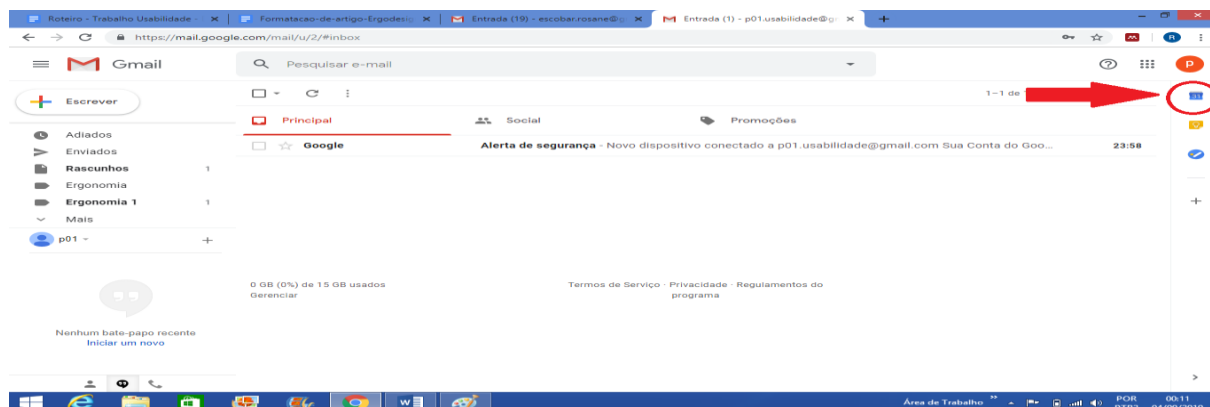 Roteiro - Trabalho Usabilidade -
Formatacao-de-artigo-Ergodesig
Entrada (19) - escobar.rosane@g
Entrada (1) - p01.usabilidade@g
https://mail.google.com/mail/u/2/#inbox
R
Gmail
Pesquisar e-mail
P
Escrever
1–1 de
31
Principal
Social
Promoções
Adiados
Enviados
Rascunhos 1
Ergonomia
Ergonomia 1 1
Mais
Google Alerta de segurança - Novo dispositivo conectado a p01.usabilidade@gmail.com Sua Conta do Goo... 23:58
p01
0 GB (0%) de 15 GB usados
Gerenciar
Termos de Serviço · Privacidade · Regulamentos do
programa
Nenhum bate-papo recente
Iniciar um novo
Área de Trabalho
POR
00:11